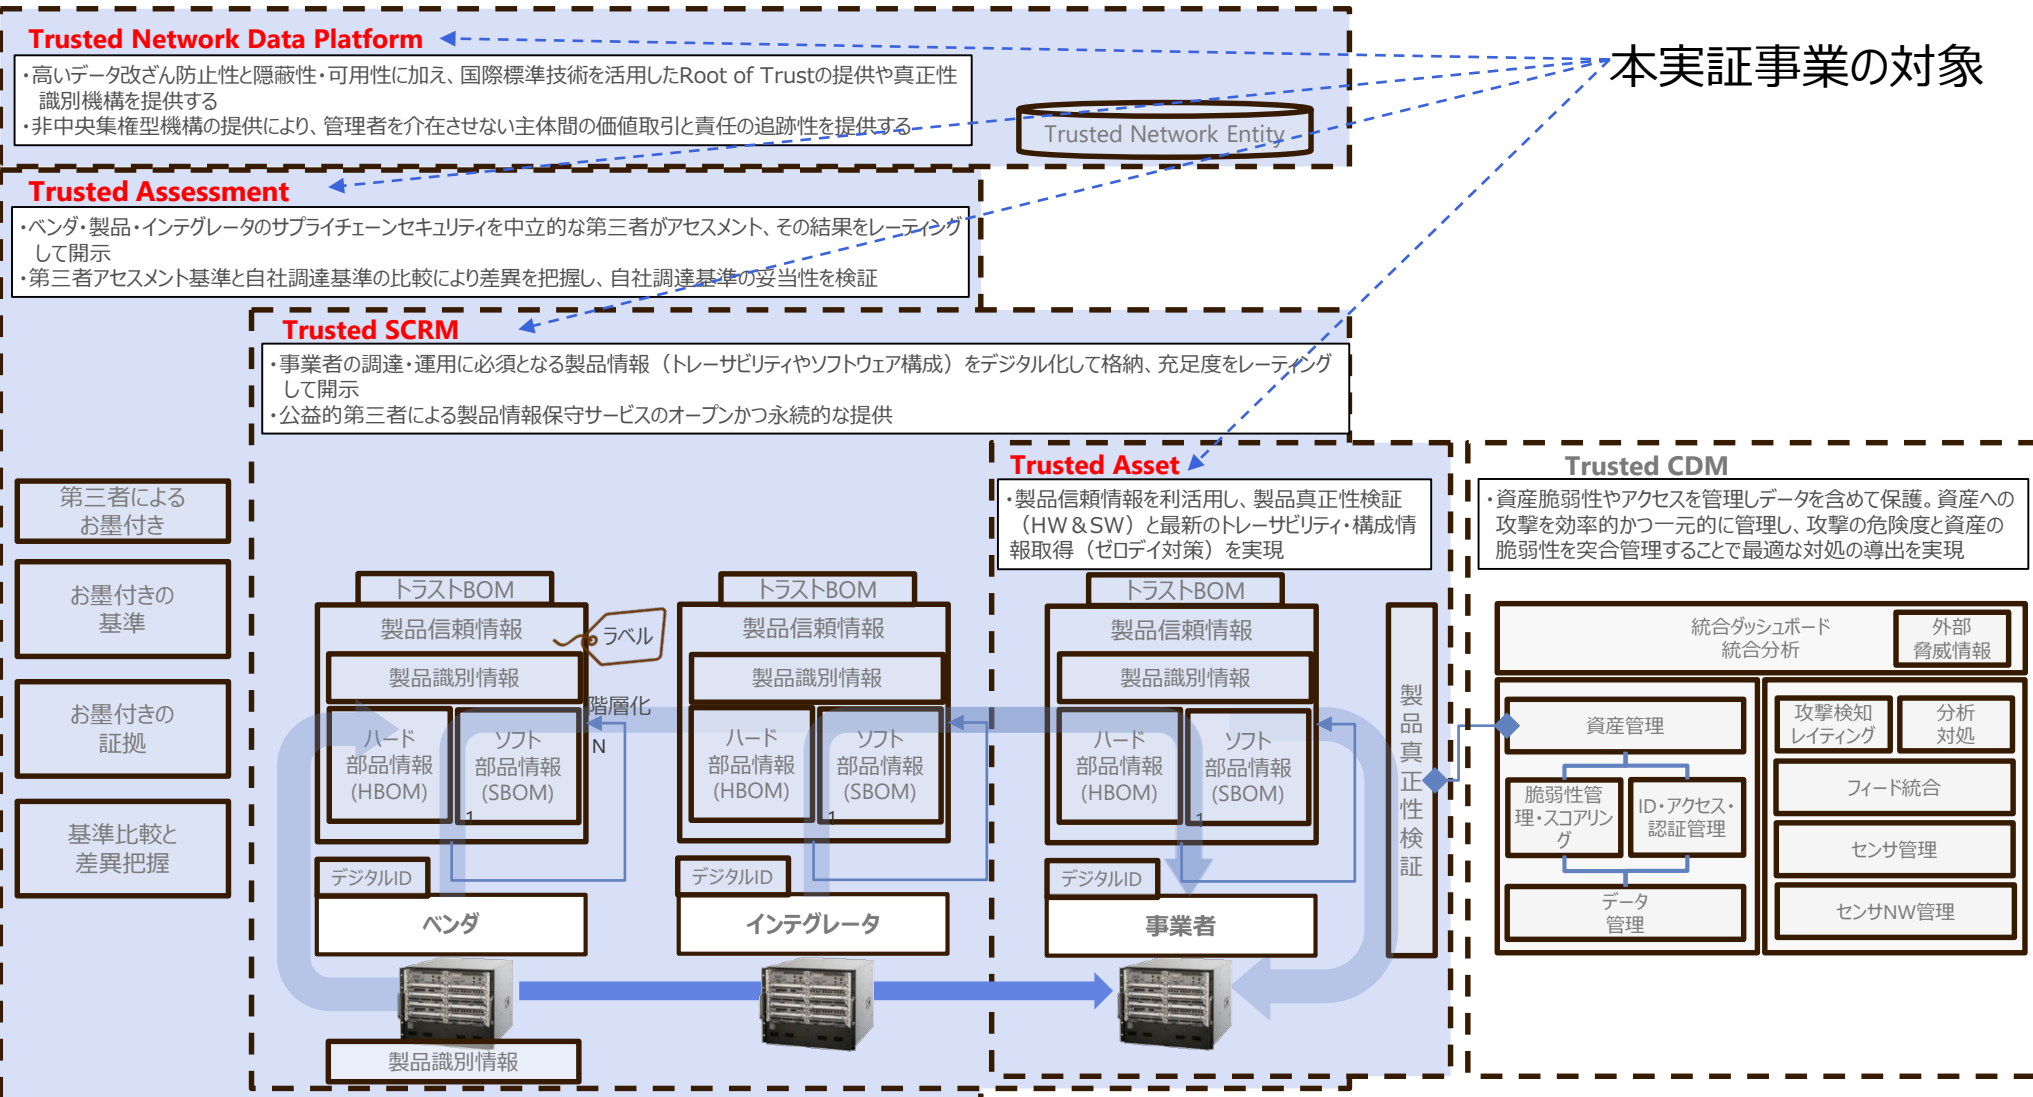 Trusted Network Data Platform
・高いデータ改ざん防止性と隠蔽性・可用性に加え、国際標準技術を活用したRoot of Trustの提供や真正性
識別機構を提供する
・非中央集権型機構の提供により、管理者を介在させない主体間の価値取引と責任の追跡性を提供する
Trusted Network Entity
本実証事業の対象
Trusted Assessment
・ベンダ・製品・インテグレータのサプライチェーンセキュリティを中立的な第三者がアセスメント、その結果をレーティング
して開示
・第三者アセスメント基準と自社調達基準の比較により差異を把握し、自社調達基準の妥当性を検証
Trusted SCRM
・事業者の調達・運用に必須となる製品情報（トレーサビリティやソフトウェア構成）をデジタル化して格納、充足度をレーティング
して開示
・公益的第三者による製品情報保守サービスのオープンかつ永続的な提供
Trusted Asset
・製品信頼情報を利活用し、製品真正性検証
（HW＆SW）と最新のトレーサビリティ・構成情
報取得（ゼロデイ対策）を実現
Trusted CDM
・資産脆弱性やアクセスを管理しデータを含めて保護。資産への
攻撃を効率的かつ一元的に管理し、攻撃の危険度と資産の
脆弱性を突合管理することで最適な対処の導出を実現
第三者による
お墨付き
お墨付きの
基準
お墨付きの
証拠
基準比較と
差異把握
トラストBOM
製品信頼情報
ラベル
製品識別情報
階層化
N
ハード
部品情報
(HBOM)
ソフト
部品情報
(SBOM)
1
デジタルID
ベンダ
製品識別情報
トラストBOM
製品信頼情報
製品識別情報
ハード
部品情報
(HBOM)
ソフト
部品情報
(SBOM)
1
デジタルID
インテグレータ
トラストBOM
製品信頼情報
製品識別情報
ハード
部品情報
(HBOM)
ソフト
部品情報
(SBOM)
1
デジタルID
事業者
製品真正性検証
統合ダッシュボード
統合分析
外部
脅威情報
資産管理
脆弱性管
理・スコアリン
グ
ID・アクセス・
認証管理
データ
管理
攻撃検知
レイティング
分析
対処
フィード統合
センサ管理
センサNW管理